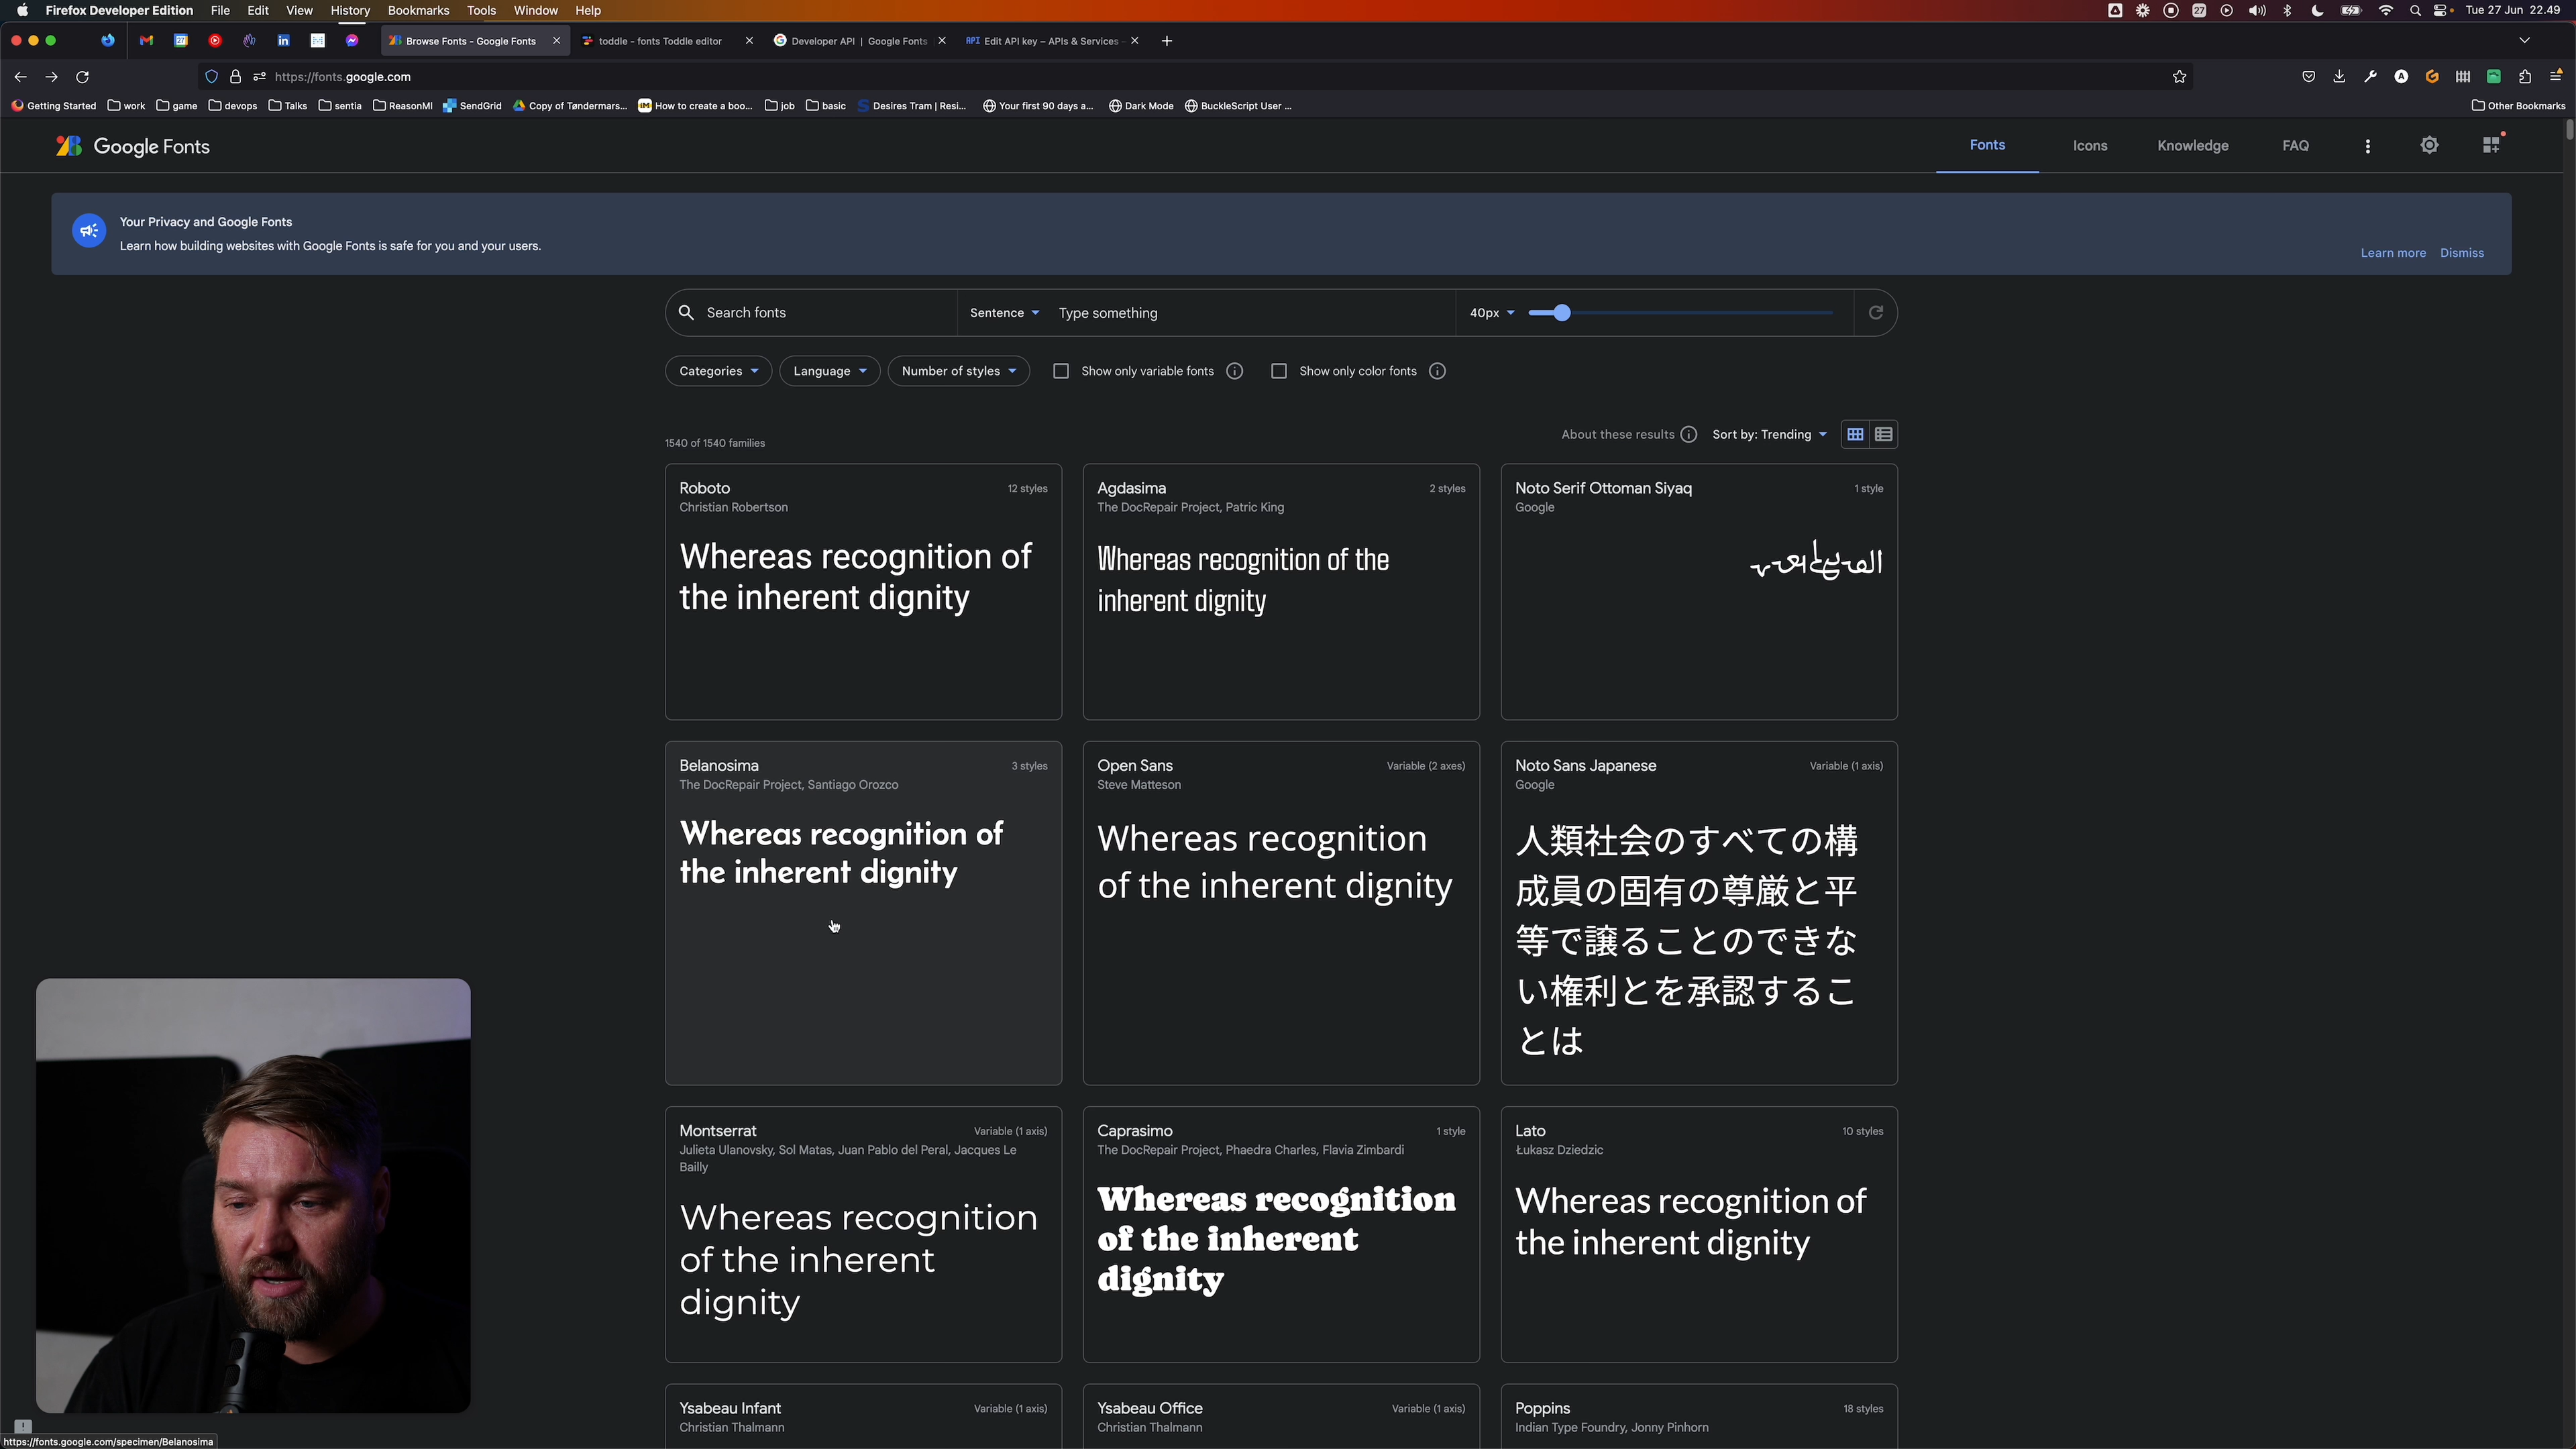 Firefox Developer Edition File Edit View History Bookmarks Tools Window Help
27
Tue 27 Jun 22.49
27
Browse Fonts - Google Fonts
toddle - fonts Toddle editor
Developer API | Google Fonts
API Edit API key – APIs & Services -
https://fonts.google.com
Getting Started work game devops Talks sentia ReasonMl SendGrid Copy of Tøndermars... How to create a boo... job basic Desires Tram | Resi... Your first 90 days a... Dark Mode BuckleScript User ... Other Bookmarks
Google Fonts
Fonts Icons Knowledge FAQ
Your Privacy and Google Fonts
Learn how building websites with Google Fonts is safe for you and your users.
Learn more Dismiss
Search fonts Sentence Type something 40px
Categories Language Number of styles Show only variable fonts Show only color fonts
1540 of 1540 families
About these results Sort by: Trending
Roboto 12 styles
Christian Robertson
Whereas recognition of
the inherent dignity
Agdasima 2 styles
The DocRepair Project, Patric King
Whereas recognition of the
inherent dignity
Noto Serif Ottoman Siyaq 1 style
Google
Belanosima 3 styles
The DocRepair Project, Santiago Orozco
Whereas recognition of
the inherent dignity
Open Sans Variable (2 axes)
Steve Matteson
Whereas recognition
of the inherent dignity
Noto Sans Japanese Variable (1 axis)
Google
人類社会のすべての構
成員の固有の尊厳と平
等で譲ることのできな
い権利とを承認するこ
とは
Montserrat Variable (1 axis)
Julieta Ulanovsky, Sol Matas, Juan Pablo del Peral, Jacques Le
Bailly
Whereas recognition
of the inherent
dignity
Caprasimo 1 style
The DocRepair Project, Phaedra Charles, Flavia Zimbardi
Whereas recognition
of the inherent
dignity
Lato 10 styles
Łukasz Dziedzic
Whereas recognition of
the inherent dignity
Ysabeau Infant Variable (1 axis)
Christian Thalmann
Ysabeau Office Variable (1 axis)
Christian Thalmann
Poppins 18 styles
Indian Type Foundry, Jonny Pinhorn
https://fonts.google.com/specimen/Belanosima